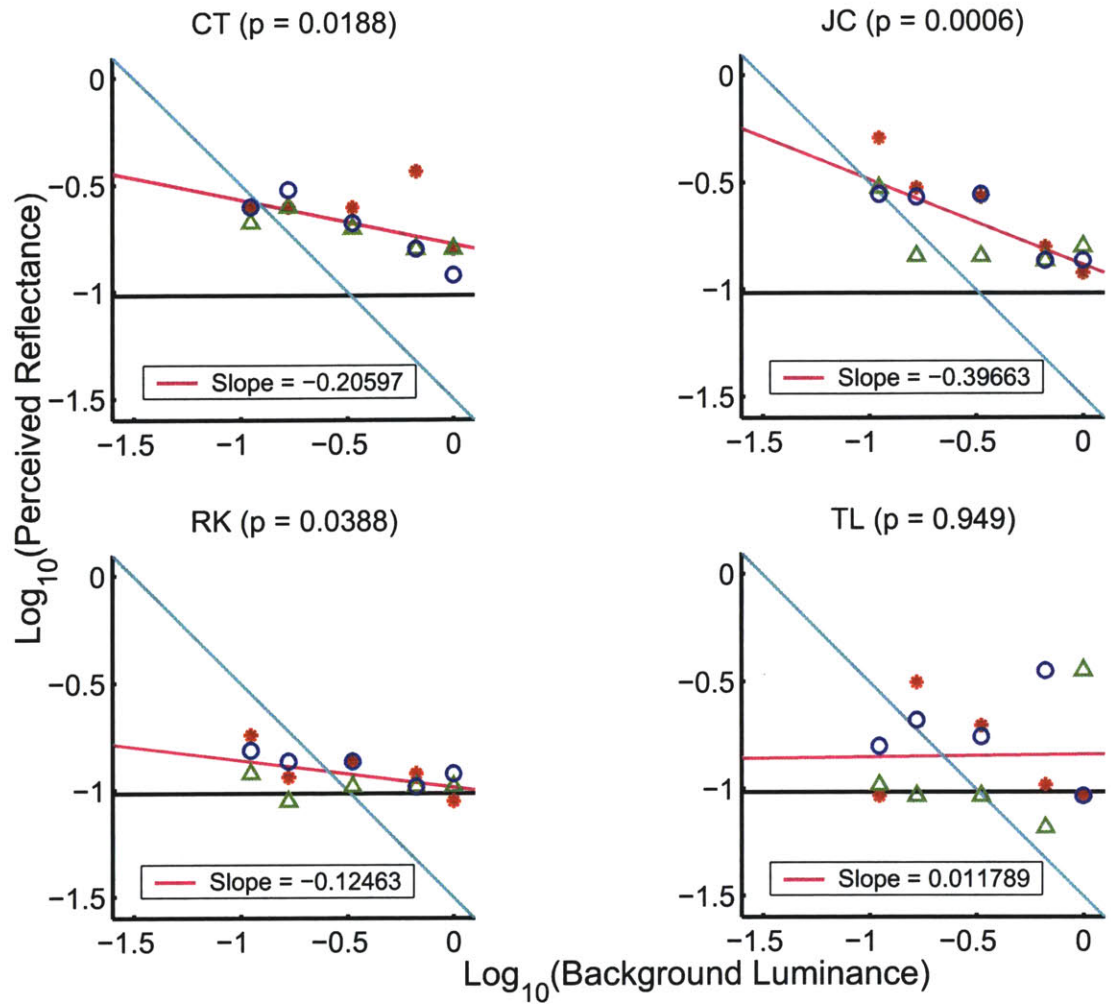 CT (p = 0.0188)
JC (p = 0.0006)
0
−0.5
−1
−1.5
Slope = −0.20597
−1.5 −1 −0.5 0
0
−0.5
−1
−1.5
Slope = −0.39663
−1.5 −1 −0.5 0
RK (p = 0.0388)
TL (p = 0.949)
0
−0.5
−1
−1.5
Slope = −0.12463
−1.5 −1 −0.5 0
0
−0.5
−1
−1.5
Slope = 0.011789
−1.5 −1 −0.5 0
Log10(Perceived Reflectance)
Log10(Background Luminance)